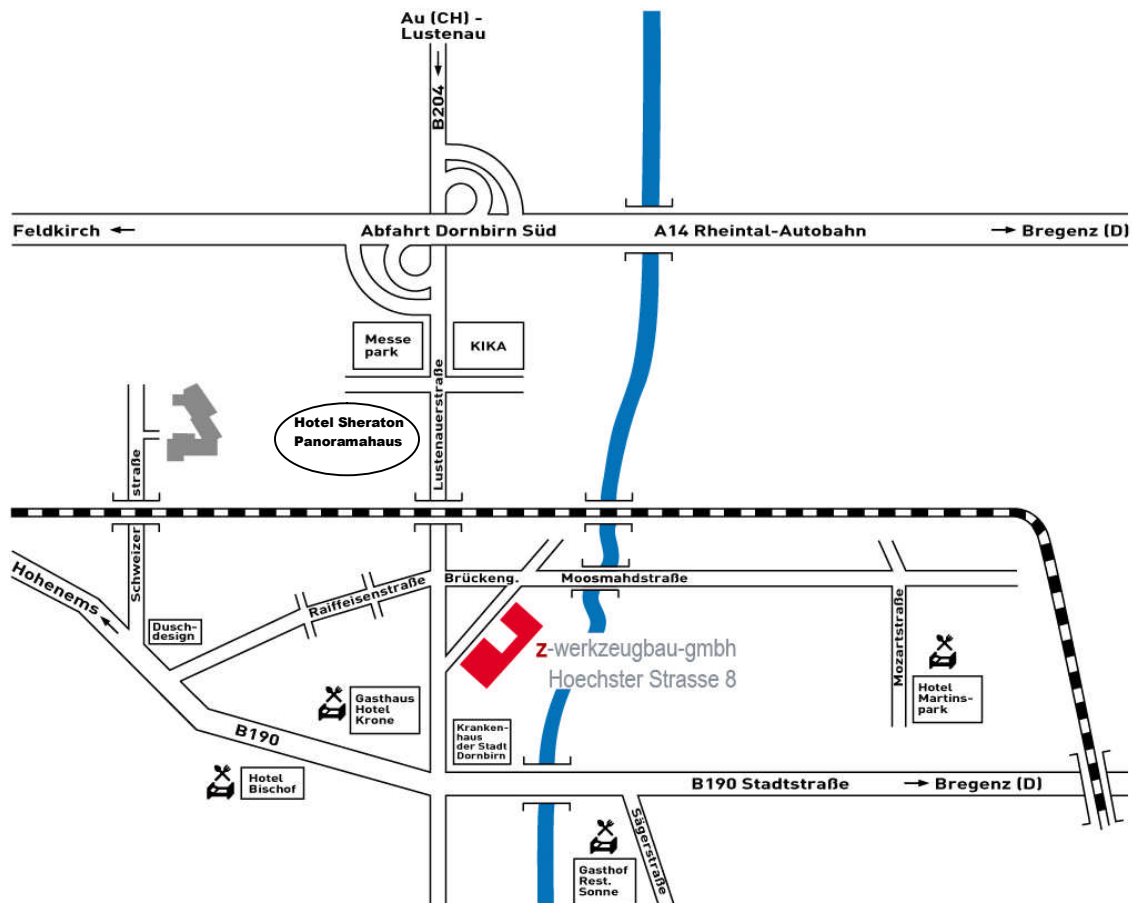 Au (CH) -
Lustenau
B204
Feldkirch
Abfahrt Dornbirn Süd
A14 Rheintal-Autobahn
Bregenz (D)
Messe
park
KIKA
Lustenauerstraße
Hotel Sheraton
Panoramahaus
Schweizer straße
Hohenems
Raiffeisenstraße
Brückeng.
Moosmahdstraße
Dusch-
design
z-werkzeugbau-gmbh
Hoechster Strasse 8
Mozartstraße
Hotel
Martins-
park
Gasthaus
Hotel
Krone
Kranken-
haus
der Stadt
Dornbirn
B190
Hotel
Bischof
B190 Stadtstraße
Bregenz (D)
Sägerstraße
Gasthof
Rest.
Sonne